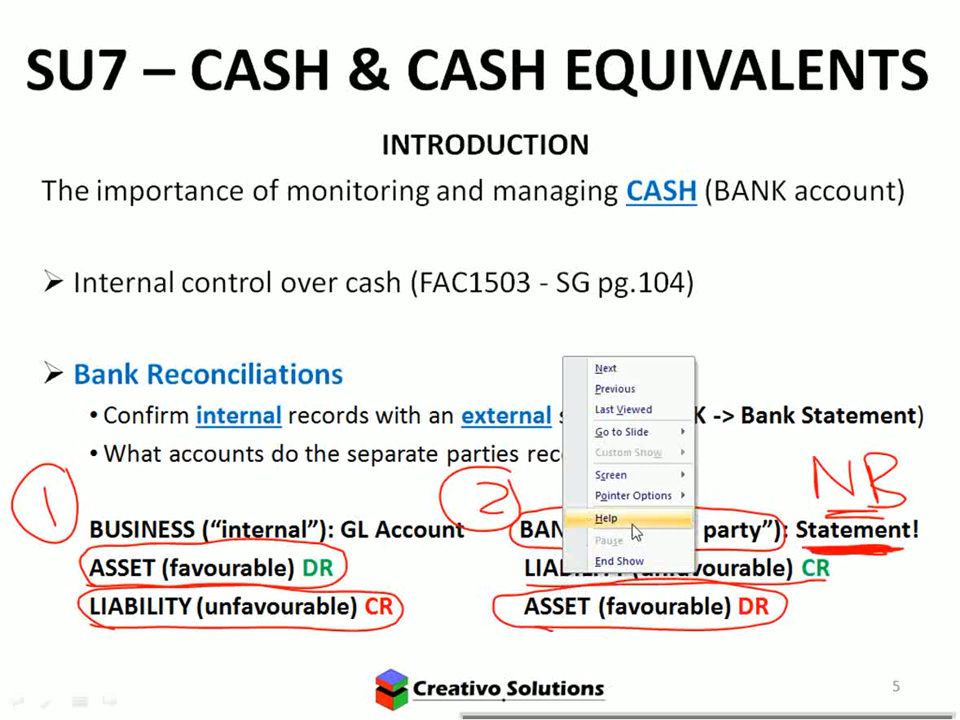 SU7 – CASH & CASH EQUIVALENTS
INTRODUCTION
The importance of monitoring and managing CASH (BANK account)
➢ Internal control over cash (FAC1503 - SG pg.104)
➢ Bank Reconciliations
• Confirm internal records with an external -> Bank Statement)
• What accounts do the separate parties
1
2
NB
BUSINESS ("internal"): GL Account
party"): Statement!
ASSET (favourable) DR
CR
LIABILITY (unfavourable) CR
ASSET (favourable) DR
Next
Previous
Last Viewed
Go to Slide
Custom Show
Screen
Pointer Options
Help
Pause
End Show
Creativo Solutions
5